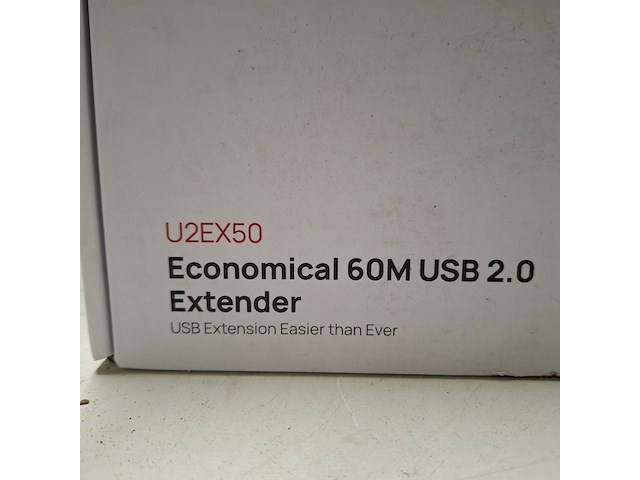 U2EX50
Economical 60M USB 2.0
Extender
USB Extension Easier than Ever